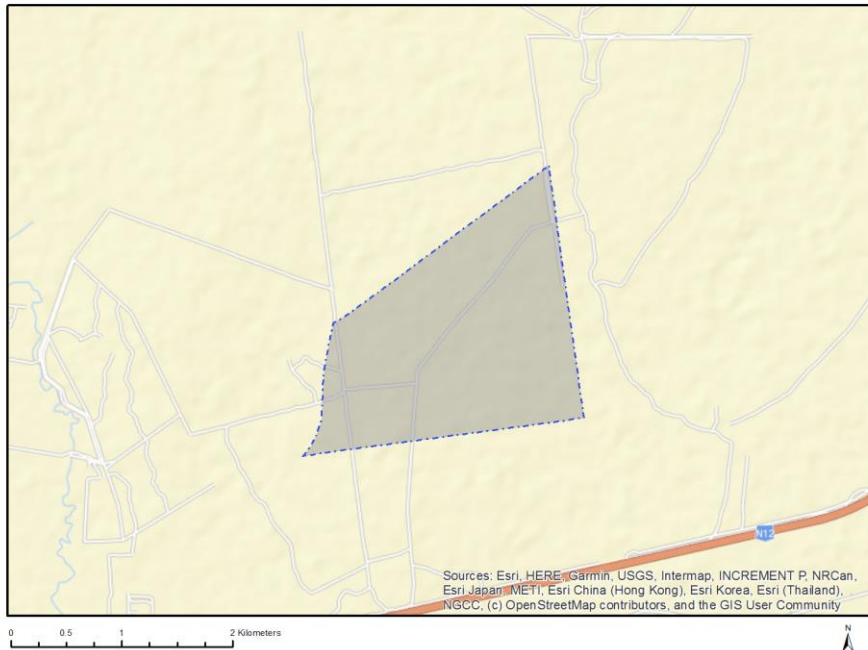 N12
Sources: Esri, HERE, Garmin, USGS, Intermap, INCREMENT P, NRCan,
Esri Japan, METI, Esri China (Hong Kong), Esri Korea, Esri (Thailand),
NGCC, (c) OpenStreetMap contributors, and the GIS User Community
0 0.5 1 2 Kilometers
N